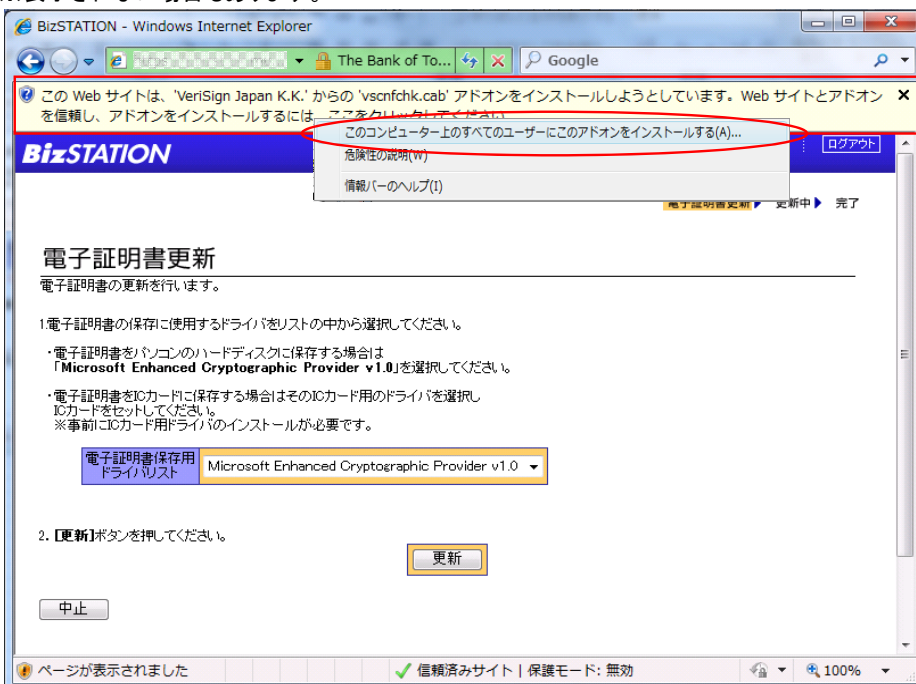 BizSTATION - Windows Internet Explorer
The Bank of To...
Google
この Web サイトは、'VeriSign Japan K.K.' からの 'vscnfchk.cab' アドオンをインストールしようとしています。Web サイトとアドオン
を信頼し、アドオンをインストールするには、ここをクリックしてください...
このコンピューター上のすべてのユーザーにこのアドオンをインストールする(A)...
危険性の説明(W)
情報バーのヘルプ(I)
BizSTATION
ログアウト
電子証明書更新 更新中 完了
電子証明書更新
電子証明書の更新を行います。
1.電子証明書の保存に使用するドライバをリストの中から選択してください。
・電子証明書をパソコンのハードディスクに保存する場合は
「Microsoft Enhanced Cryptographic Provider v1.0」を選択してください。
・電子証明書をICカードに保存する場合はそのICカード用のドライバを選択し
ICカードをセットしてください。
※事前にICカード用ドライバのインストールが必要です。
電子証明書保存用
ドライバリスト
Microsoft Enhanced Cryptographic Provider v1.0
2.【更新】ボタンを押してください。
更新
中止
ページが表示されました
信頼済みサイト | 保護モード: 無効
100%